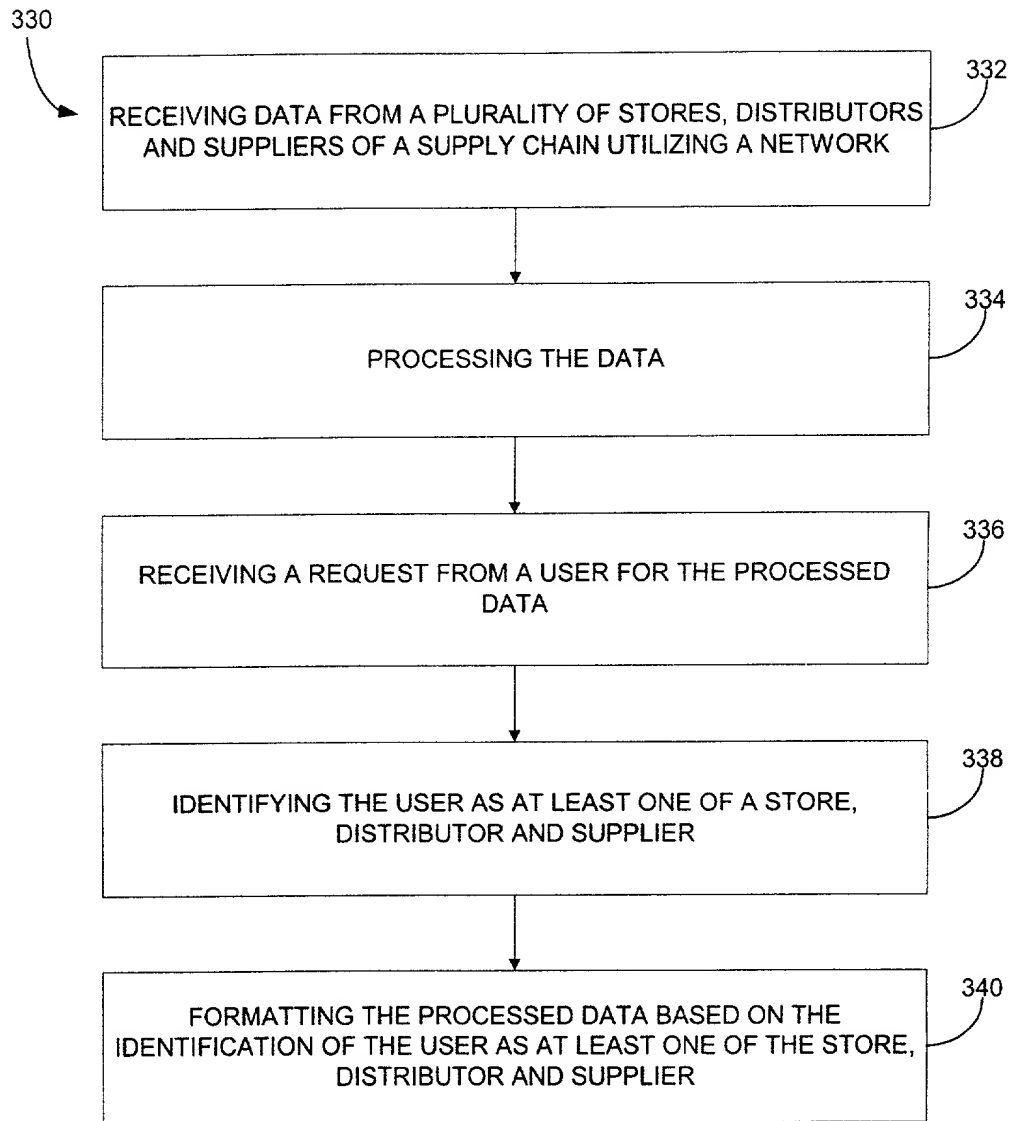 330
332
RECEIVING DATA FROM A PLURALITY OF STORES, DISTRIBUTORS
AND SUPPLIERS OF A SUPPLY CHAIN UTILIZING A NETWORK
334
PROCESSING THE DATA
336
RECEIVING A REQUEST FROM A USER FOR THE PROCESSED
DATA
338
IDENTIFYING THE USER AS AT LEAST ONE OF A STORE,
DISTRIBUTOR AND SUPPLIER
340
FORMATTING THE PROCESSED DATA BASED ON THE
IDENTIFICATION OF THE USER AS AT LEAST ONE OF THE STORE,
DISTRIBUTOR AND SUPPLIER